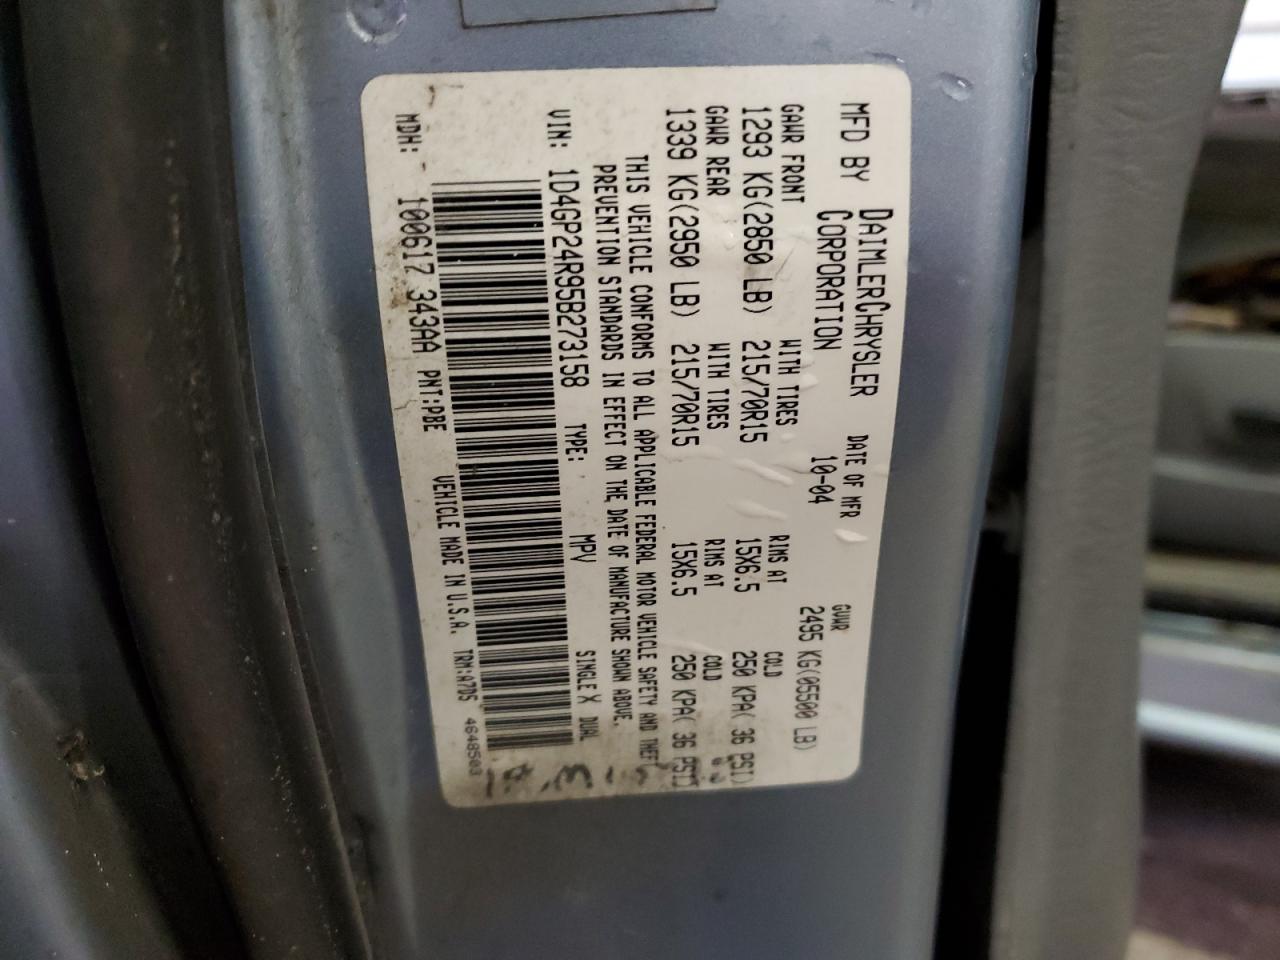 MFD BY DAIMLERCHRYSLER CORPORATION
DATE OF MFR 10-04
GVWR 2495 KG(05500 LB)
GAWR FRONT WITH TIRES RIMS AT COLD
1293 KG(2850 LB) 215/70R15 15X6.5 250 KPA( 36 PSI)
GAWR REAR WITH TIRES RIMS AT COLD
1339 KG(2950 LB) 215/70R15 15X6.5 250 KPA( 36 PSI)
THIS VEHICLE CONFORMS TO ALL APPLICABLE FEDERAL MOTOR VEHICLE SAFETY AND THEFT
PREVENTION STANDARDS IN EFFECT ON THE DATE OF MANUFACTURE SHOWN ABOVE.
VIN: 1D4GP24R95B273158 TYPE: MPV SINGLE X DUAL
MDH: 100617 343AA PNT:PBE VEHICLE MADE IN U.S.A. TRM:A7DS 4648503